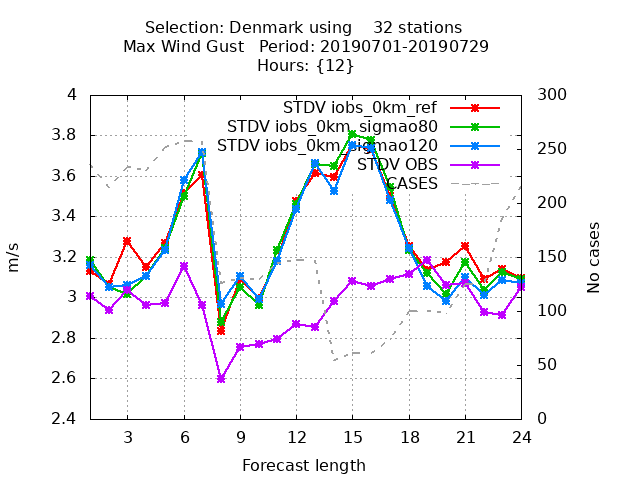 Selection: Denmark using    32 stations
Max Wind Gust   Period: 20190701-20190729
Hours: {12}
4
3.8
3.6
3.4
3.2
3
2.8
2.6
2.4
m/s
STDV iobs_0km_ref
STDV iobs_0km_sigmao80
STDV iobs_0km_sigmao120
STDV OBS
CASES
300
250
200
150
100
50
0
No cases
3 6 9 12 15 18 21 24
Forecast length